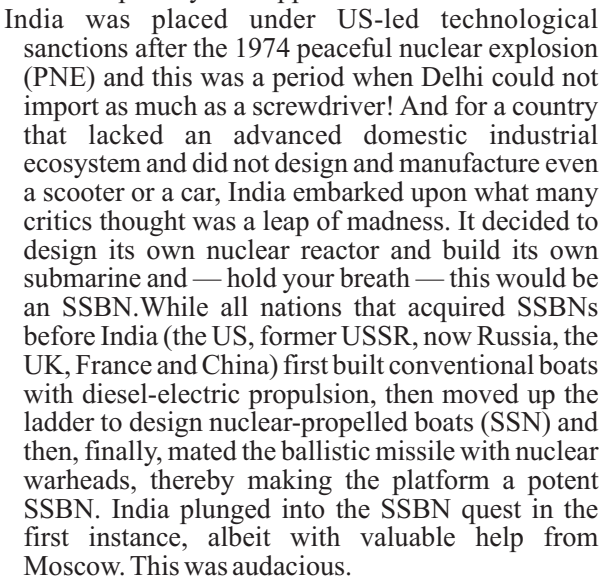 India was placed under US-led technological
sanctions after the 1974 peaceful nuclear explosion
(PNE) and this was a period when Delhi could not
import as much as a screwdriver! And for a country
that lacked an advanced domestic industrial
ecosystem and did not design and manufacture even
a scooter or a car, India embarked upon what many
critics thought was a leap of madness. It decided to
design its own nuclear reactor and build its own
submarine and — hold your breath — this would be
an SSBN.While all nations that acquired SSBNs
before India (the US, former USSR, now Russia, the
UK, France and China) first built conventional boats
with diesel-electric propulsion, then moved up the
ladder to design nuclear-propelled boats (SSN) and
then, finally, mated the ballistic missile with nuclear
warheads, thereby making the platform a potent
SSBN. India plunged into the SSBN quest in the
first instance, albeit with valuable help from
Moscow. This was audacious.